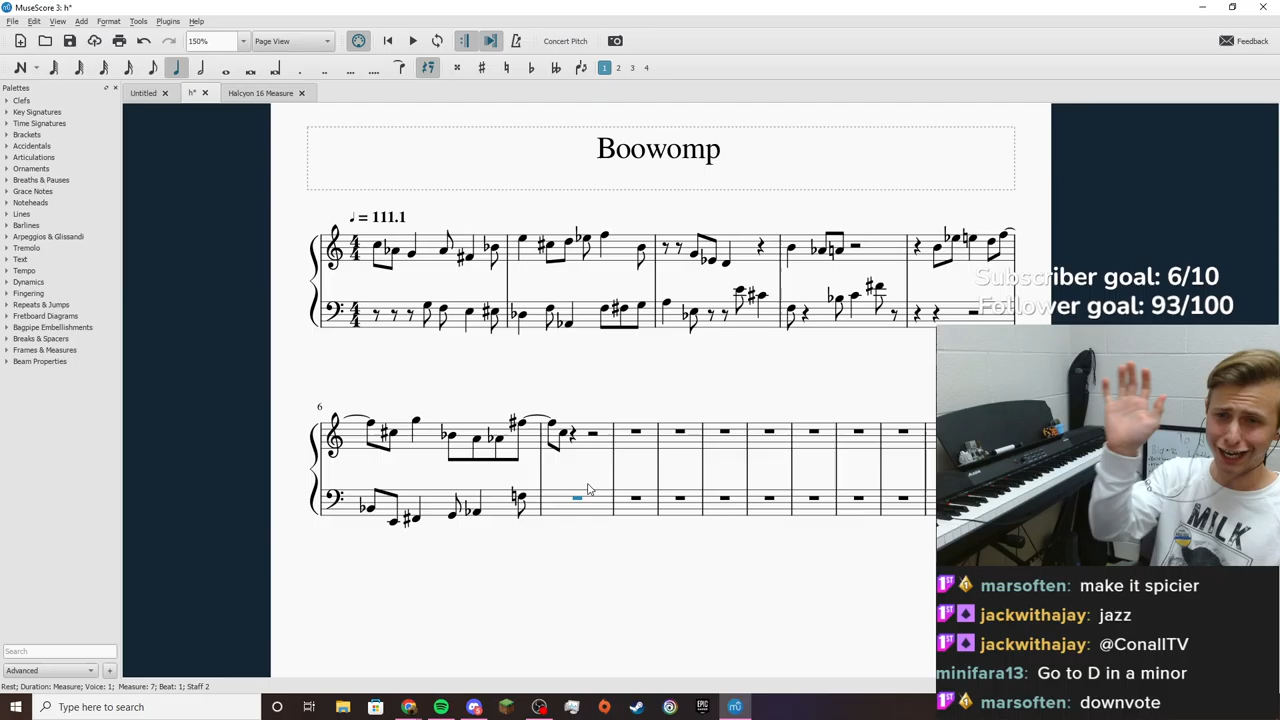 MuseScore 3: h*
File Edit View Add Format Tools Plugins Help
150% Page View Concert Pitch Feedback
1 2 3 4
Palettes
Untitled h* Halcyon 16 Measure
Clefs
Key Signatures
Time Signatures
Brackets
Accidentals
Articulations
Ornaments
Breaths & Pauses
Grace Notes
Noteheads
Lines
Barlines
Arpeggios & Glissandi
Tremolo
Text
Tempo
Dynamics
Fingering
Repeats & Jumps
Fretboard Diagrams
Bagpipe Embellishments
Breaks & Spacers
Frames & Measures
Beam Properties
Search
Advanced
Boowomp
= 111.1
6
Subscriber goal: 6/10
Follower goal: 93/100
MILK
marsoften: make it spicier
jackwithajay: jazz
jackwithajay: @ConallTV
minifara13: Go to D in a minor
marsoften: downvote
Rest; Duration: Measure; Voice: 1; Measure: 7; Beat: 1; Staff 2
Type here to search